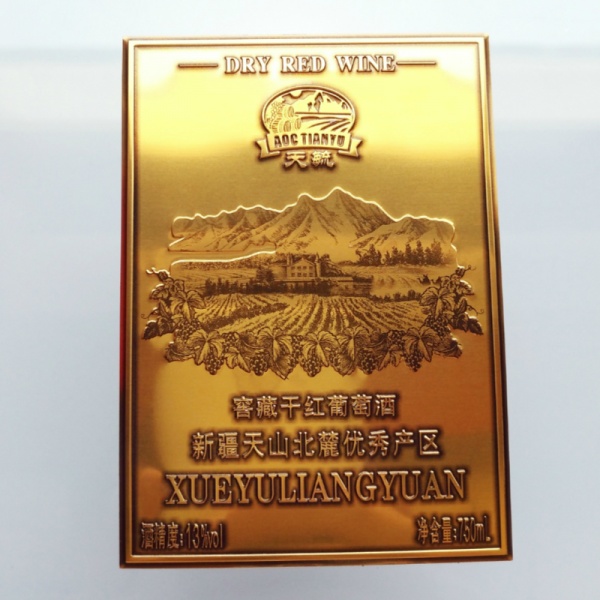 DRY RED WINE
AOC TIANYU
天毓
窖藏干红葡萄酒
新疆天山北麓优秀产区
XUEYULIANGYUAN
酒精度:13%vol
净含量:750mL